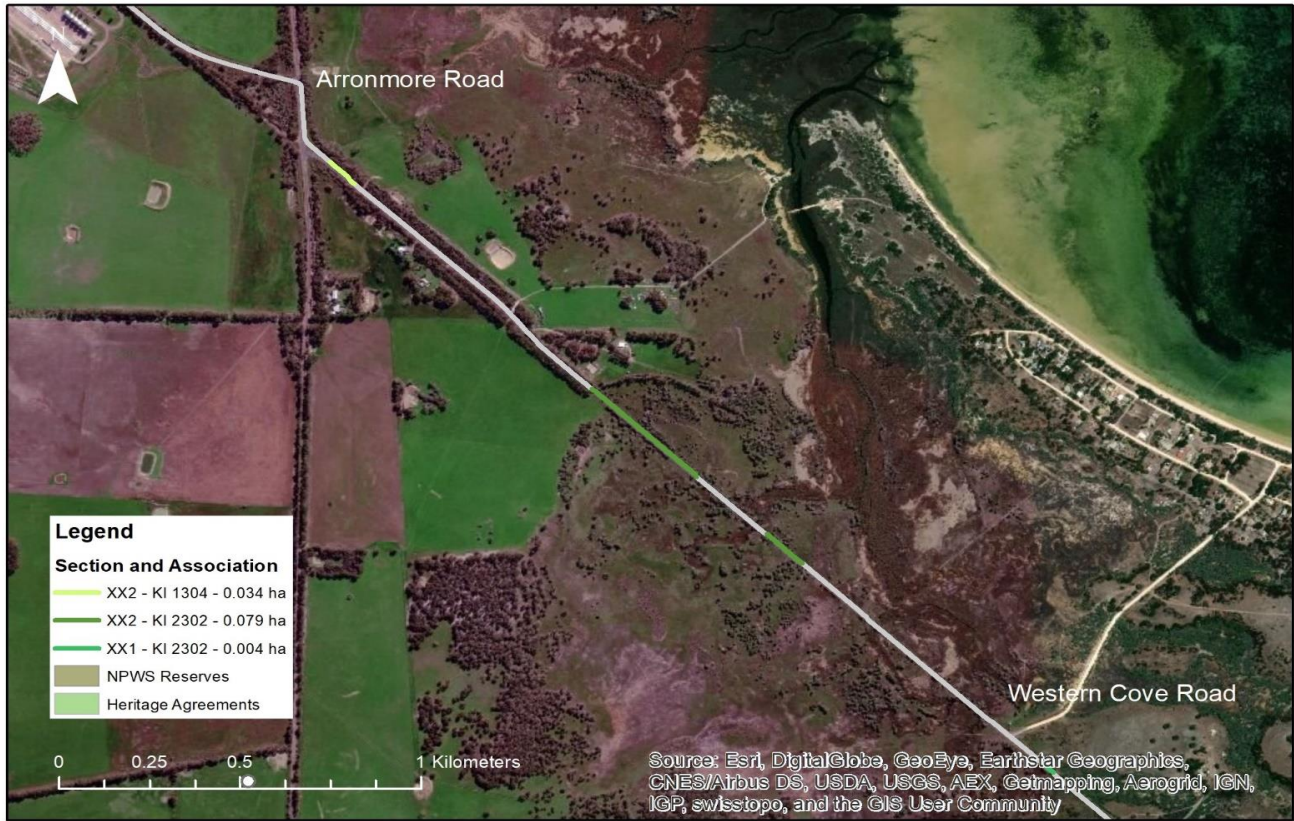 N
Arronmore Road
Legend
Section and Association
XX2 - KI 1304 - 0.034 ha
XX2 - KI 2302 - 0.079 ha
XX1 - KI 2302 - 0.004 ha
NPWS Reserves
Heritage Agreements
0 0.25 0.5 1 Kilometers
Western Cove Road
Source: Esri, DigitalGlobe, GeoEye, Earthstar Geographics,
CNES/Airbus DS, USDA, USGS, AEX, Getmapping, Aerogrid, IGN,
IGP, swisstopo, and the GIS User Community